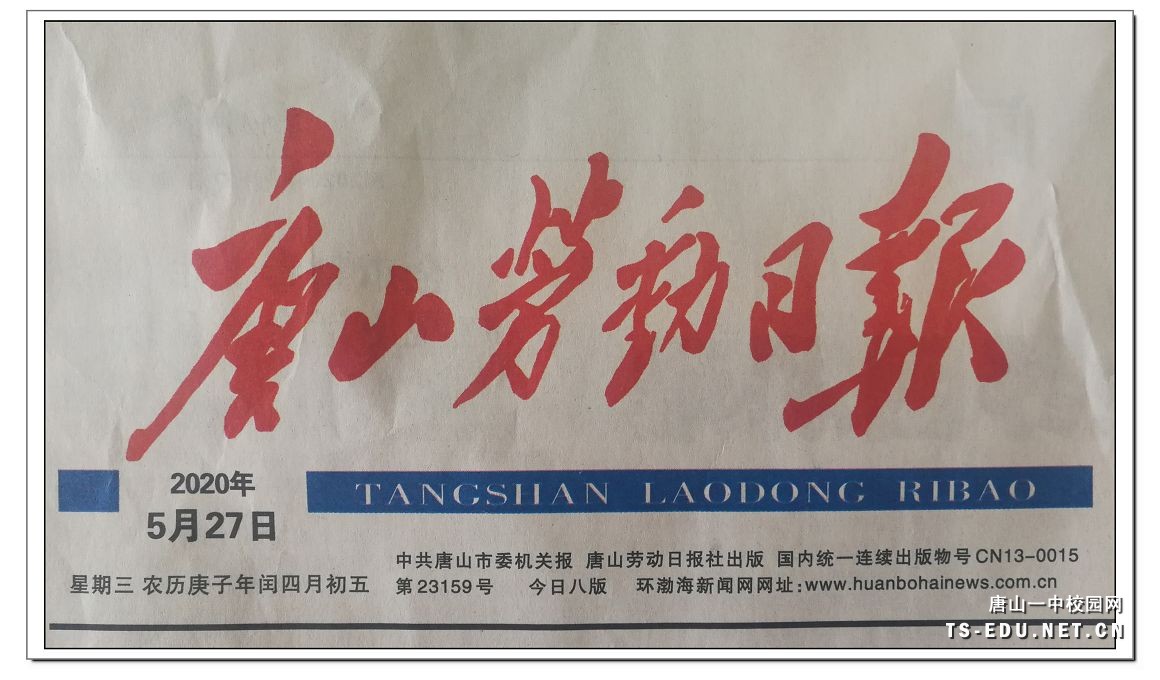 唐山劳动日报
2020年
TANGSHAN LAODONG RIBAO
5月27日
中共唐山市委机关报 唐山劳动日报社出版 国内统一连续出版物号CN13-0015
星期三 农历庚子年闰四月初五 第23159号 今日八版 环渤海新闻网网址:www.huanbohainews.com.cn
唐山一中校园网
TS-EDU.NET.CN